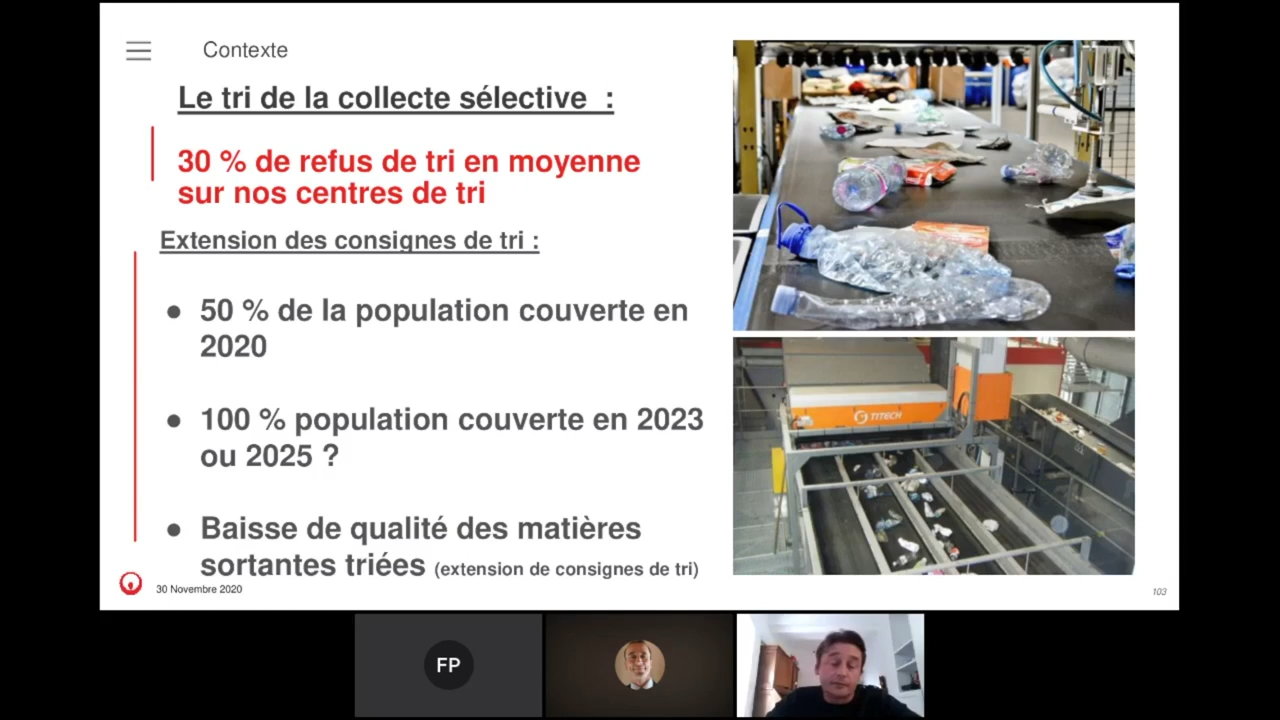 Contexte
Le tri de la collecte sélective :
30 % de refus de tri en moyenne
sur nos centres de tri
Extension des consignes de tri :
● 50 % de la population couverte en
2020
● 100 % population couverte en 2023
ou 2025 ?
● Baisse de qualité des matières
sortantes triées (extension de consignes de tri)
30 Novembre 2020
TITECH
103
FP